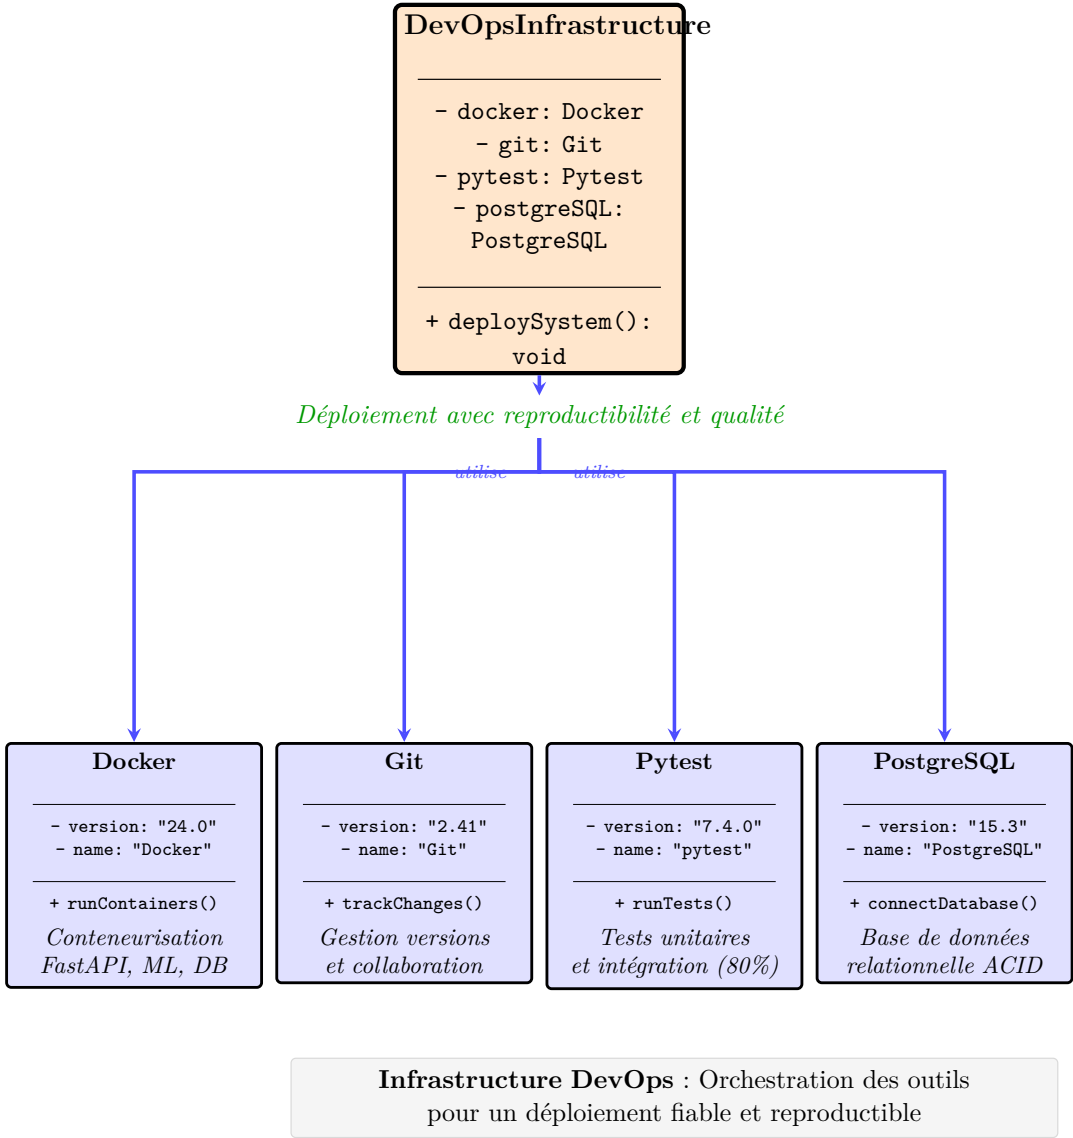 DevOpsInfrastructure
- docker: Docker
- git: Git
- pytest: Pytest
- postgreSQL:
PostgreSQL
+ deploySystem():
void
Déploiement avec reproductibilité et qualité
utilise
utilise
Docker
- version: "24.0"
- name: "Docker"
+ runContainers()
Conteneurisation
FastAPI, ML, DB
Git
- version: "2.41"
- name: "Git"
+ trackChanges()
Gestion versions
et collaboration
Pytest
- version: "7.4.0"
- name: "pytest"
+ runTests()
Tests unitaires
et intégration (80%)
PostgreSQL
- version: "15.3"
- name: "PostgreSQL"
+ connectDatabase()
Base de données
relationnelle ACID
Infrastructure DevOps : Orchestration des outils
pour un déploiement fiable et reproductible